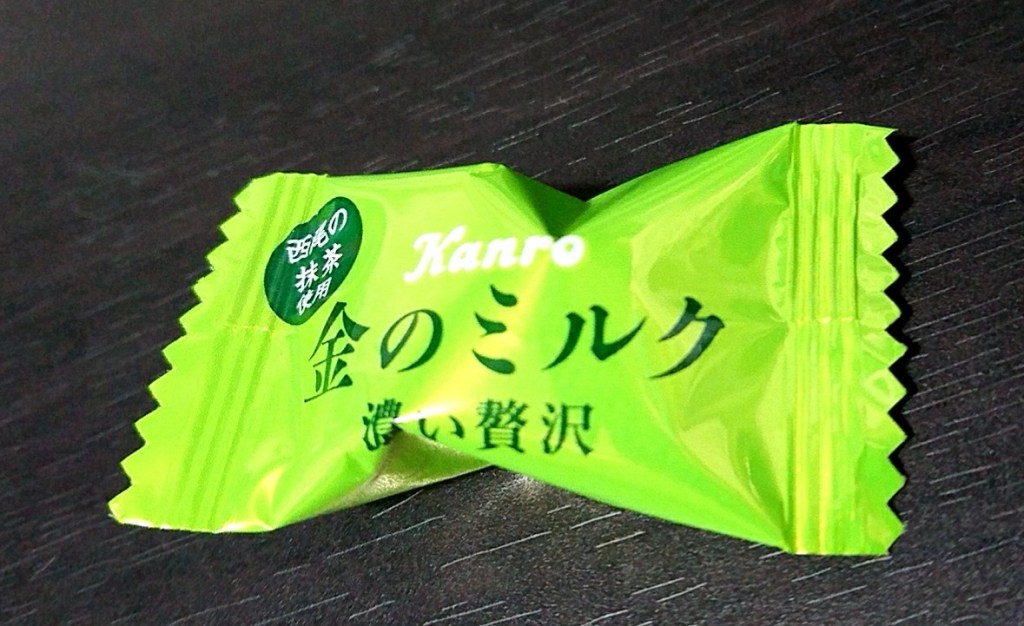 西尾の
抹茶
使用
Kanro
金のミルク
濃い贅沢